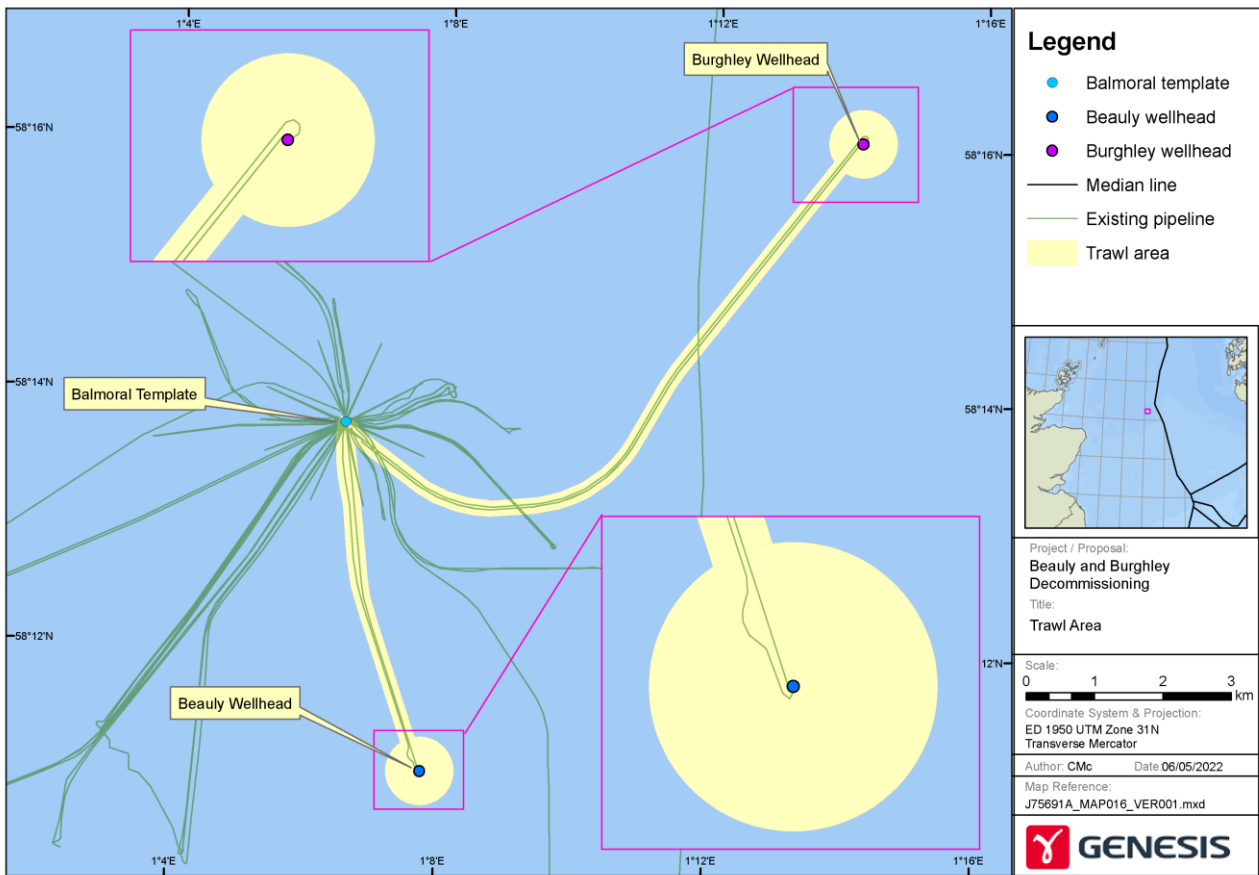 1°4'E
1°8'E
1°12'E
1°16'E
Burghley Wellhead
58°16'N
58°16'N
58°14'N
58°14'N
Balmoral Template
58°12'N
12'N
Beauly Wellhead
1°4'E
1°8'E
1°12'E
1°16'E
Legend
Balmoral template
Beauly wellhead
Burghley wellhead
Median line
Existing pipeline
Trawl area
Project / Proposal:
Beauly and Burghley
Decommissioning
Title:
Trawl Area
Scale:
0 1 2 3
km
Coordinate System & Projection:
ED 1950 UTM Zone 31N
Transverse Mercator
Author: CMc Date:06/05/2022
Map Reference:
J75691A_MAP016_VER001.mxd
GENESIS